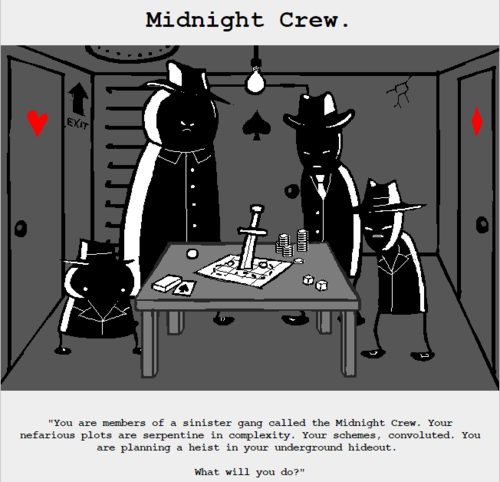 Midnight Crew.
EXIT
"You are members of a sinister gang called the Midnight Crew. Your
nefarious plots are serpentine in complexity. Your schemes, convoluted. You
are planning a heist in your underground hideout.
What will you do?"